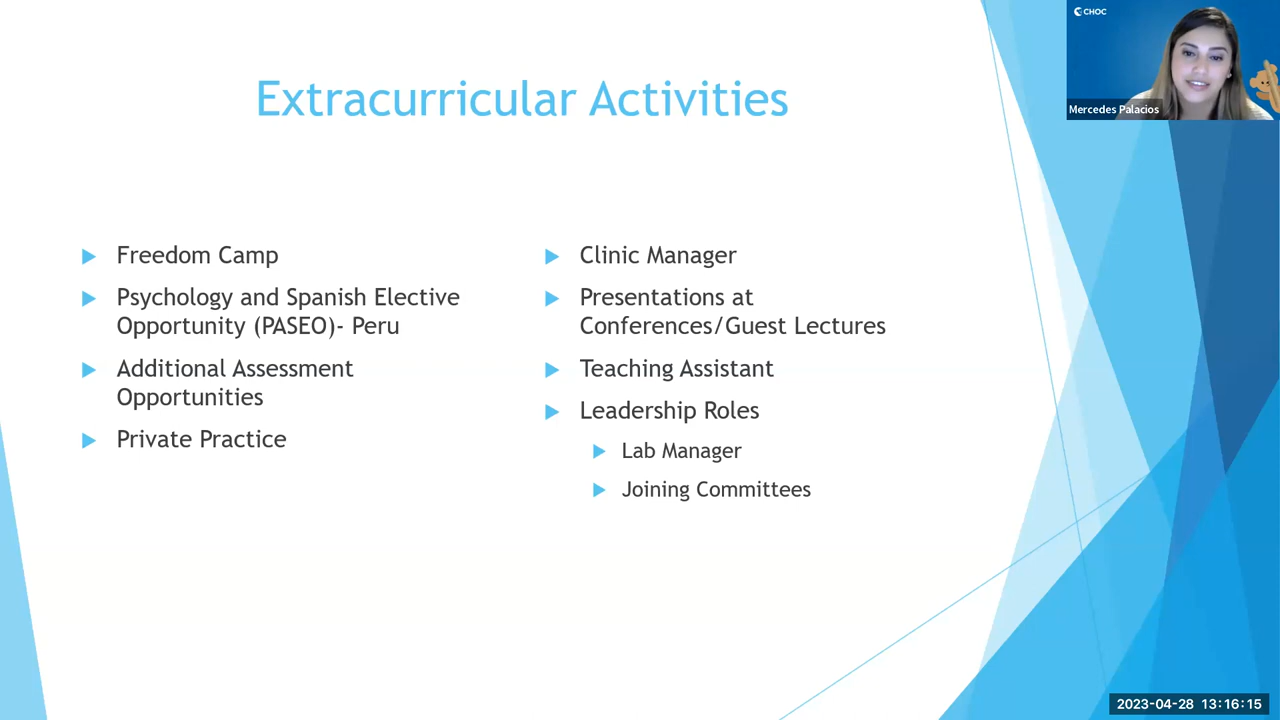 CHOC
Mercedes Palacios
Extracurricular Activities
Freedom Camp
Psychology and Spanish Elective
Opportunity (PASEO)- Peru
Additional Assessment
Opportunities
Private Practice
Clinic Manager
Presentations at
Conferences/Guest Lectures
Teaching Assistant
Leadership Roles
Lab Manager
Joining Committees
2023-04-28 13:16:15